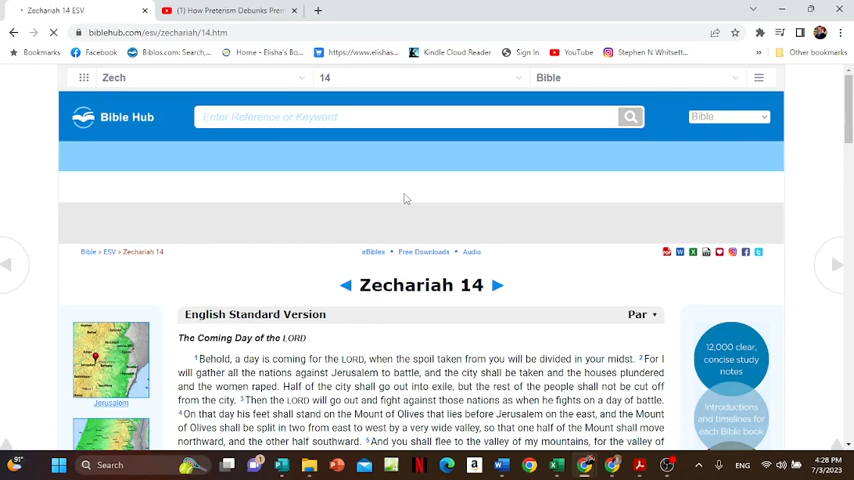 Zechariah 14 ESV
(1) How Preterism Debunks Prem
biblehub.com/esv/zechariah/14.htm
Bookmarks Facebook Biblos.com: Search... Home - Elisha's Bo... https://www.elishas... Kindle Cloud Reader Sign In YouTube Stephen N Whitsett... » Other bookmarks
Zech 14 Bible
Bible Hub Enter Reference or Keyword Bible
Bible > ESV > Zechariah 14 eBibles • Free Downloads • Audio
◄ Zechariah 14 ►
English Standard Version Par ▾
The Coming Day of the LORD
1Behold, a day is coming for the LORD, when the spoil taken from you will be divided in your midst. 2For I
will gather all the nations against Jerusalem to battle, and the city shall be taken and the houses plundered
and the women raped. Half of the city shall go out into exile, but the rest of the people shall not be cut off
from the city. 3Then the LORD will go out and fight against those nations as when he fights on a day of battle.
4On that day his feet shall stand on the Mount of Olives that lies before Jerusalem on the east, and the Mount
of Olives shall be split in two from east to west by a very wide valley, so that one half of the Mount shall move
northward, and the other half southward. 5And you shall flee to the valley of my mountains, for the valley of
Jerusalem
12,000 clear,
concise study
notes
Introductions
and timelines for
each Bible book
91°
Search
ENG
4:28 PM
7/3/2023